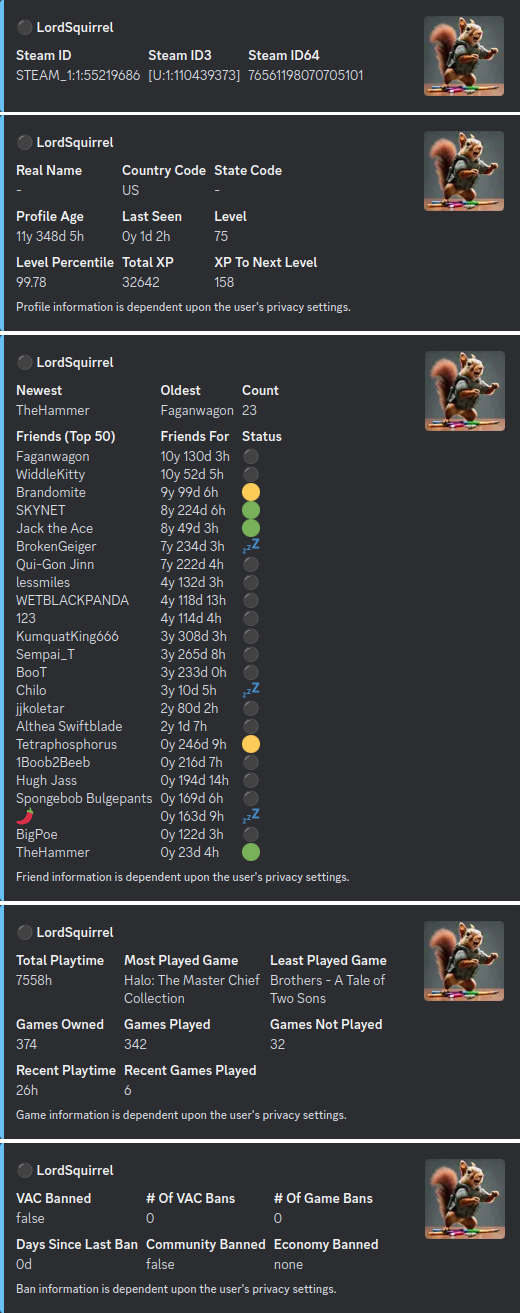 LordSquirrel
Steam ID Steam ID3 Steam ID64
STEAM_1:1:55219686 [U:1:110439373] 76561198070705101
LordSquirrel
Real Name Country Code State Code
- US -
Profile Age Last Seen Level
11y 348d 5h 0y 1d 2h 75
Level Percentile Total XP XP To Next Level
99.78 32642 158
Profile information is dependent upon the user's privacy settings.
LordSquirrel
Newest Oldest Count
TheHammer Faganwagon 23
Friends (Top 50) Friends For Status
Faganwagon 10y 130d 3h
WiddleKitty 10y 52d 5h
Brandomite 9y 99d 6h
SKYNET 8y 224d 6h
Jack the Ace 8y 49d 3h
BrokenGeiger 7y 234d 3h zzZ
Qui-Gon Jinn 7y 222d 4h
lessmiles 4y 132d 3h
WETBLACKPANDA 4y 118d 13h
123 4y 114d 4h
KumquatKing666 3y 308d 3h
Sempai_T 3y 265d 8h
BooT 3y 233d 0h
Chilo 3y 10d 5h zzZ
jjkoletar 2y 80d 2h
Althea Swiftblade 2y 1d 7h
Tetraphosphorus 0y 246d 9h
1Boob2Beeb 0y 216d 7h
Hugh Jass 0y 194d 14h
Spongebob Bulgepants 0y 169d 6h
0y 163d 9h zzZ
BigPoe 0y 122d 3h
TheHammer 0y 23d 4h
Friend information is dependent upon the user's privacy settings.
LordSquirrel
Total Playtime Most Played Game Least Played Game
7558h Halo: The Master Chief Brothers - A Tale of
Collection Two Sons
Games Owned Games Played Games Not Played
374 342 32
Recent Playtime Recent Games Played
26h 6
Game information is dependent upon the user's privacy settings.
LordSquirrel
VAC Banned # Of VAC Bans # Of Game Bans
false 0 0
Days Since Last Ban Community Banned Economy Banned
0d false none
Ban information is dependent upon the user's privacy settings.